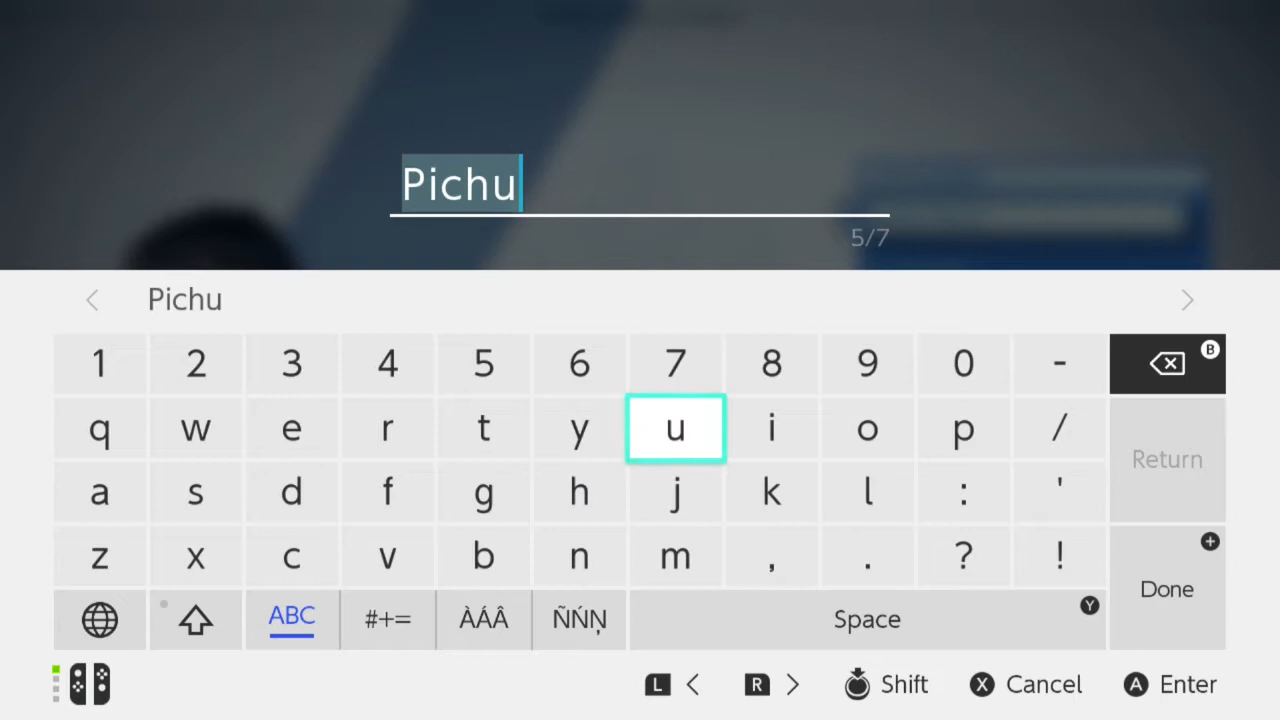 Pichu
5/7
Pichu
1 2 3 4 5 6 7 8 9 0 - B
q w e r t y u i o p /
Return
a s d f g h j k l : '
z x c v b n m , . ? ! +
Done
ABC #+= ÀÁÂ ÑŃŅ Space Y
L < R > Shift X Cancel A Enter